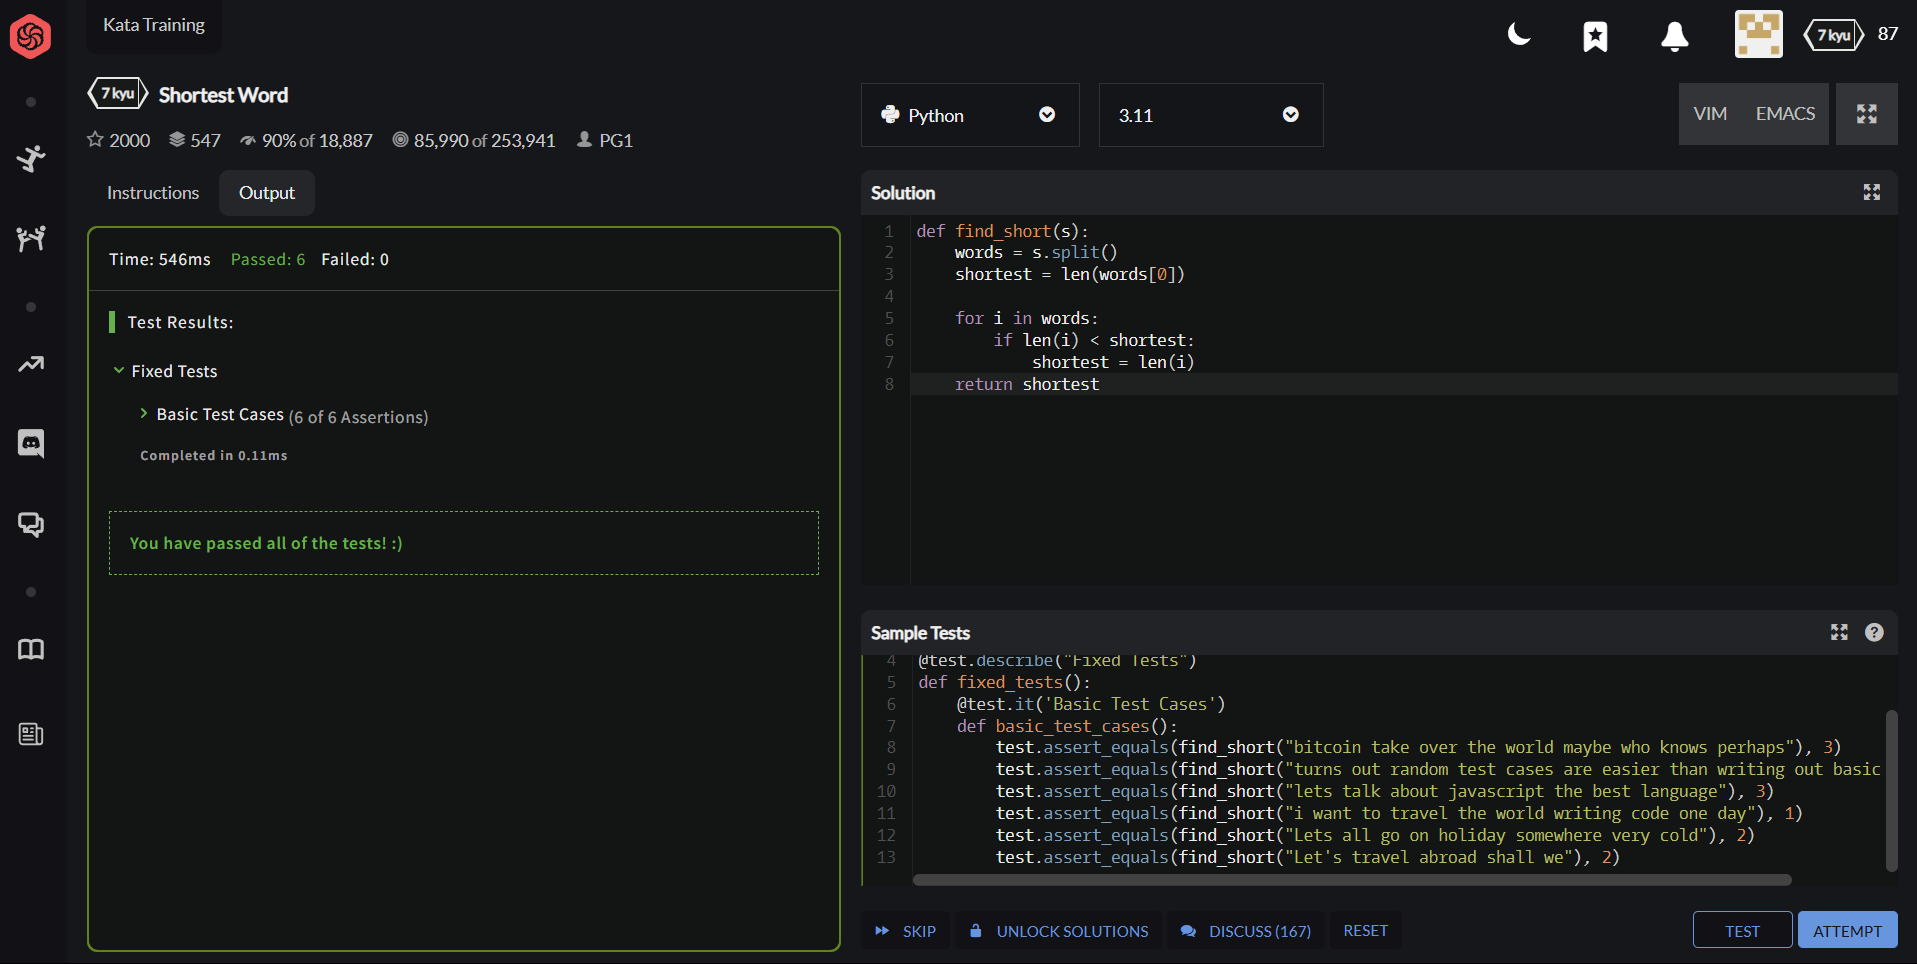 Kata Training
7 kyu
87
7 kyu Shortest Word
2000 547 90% of 18,887 85,990 of 253,941 PG1
Instructions Output
Time: 546ms Passed: 6 Failed: 0
Test Results:
Fixed Tests
Basic Test Cases (6 of 6 Assertions)
Completed in 0.11ms
You have passed all of the tests! :)
Python 3.11 VIM EMACS
Solution
1 def find_short(s):
2     words = s.split()
3     shortest = len(words[0])
4
5     for i in words:
6         if len(i) < shortest:
7             shortest = len(i)
8     return shortest
Sample Tests
4 @test.describe("Fixed Tests")
5 def fixed_tests():
6     @test.it('Basic Test Cases')
7     def basic_test_cases():
8         test.assert_equals(find_short("bitcoin take over the world maybe who knows perhaps"), 3)
9         test.assert_equals(find_short("turns out random test cases are easier than writing out basic
10         test.assert_equals(find_short("lets talk about javascript the best language"), 3)
11         test.assert_equals(find_short("i want to travel the world writing code one day"), 1)
12         test.assert_equals(find_short("Lets all go on holiday somewhere very cold"), 2)
13         test.assert_equals(find_short("Let's travel abroad shall we"), 2)
SKIP UNLOCK SOLUTIONS DISCUSS (167) RESET TEST ATTEMPT